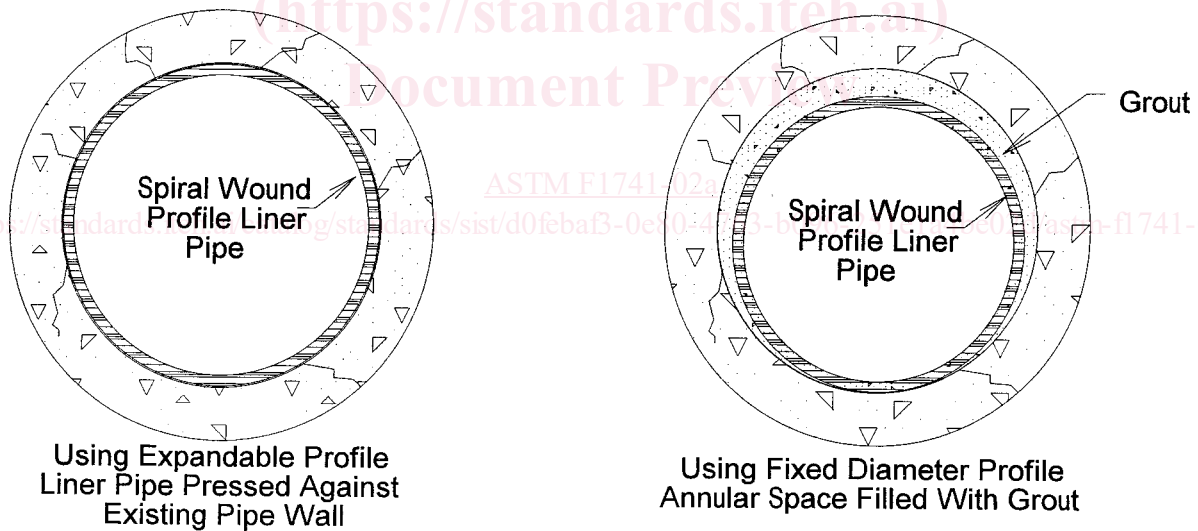 (https://standards.iteh.ai)
Document Preview
Grout
Spiral Wound
Profile Liner
Pipe
ASTM F1741-02a
Spiral Wound
Profile Liner
Pipe
Using Expandable Profile
Liner Pipe Pressed Against
Existing Pipe Wall
Using Fixed Diameter Profile
Annular Space Filled With Grout